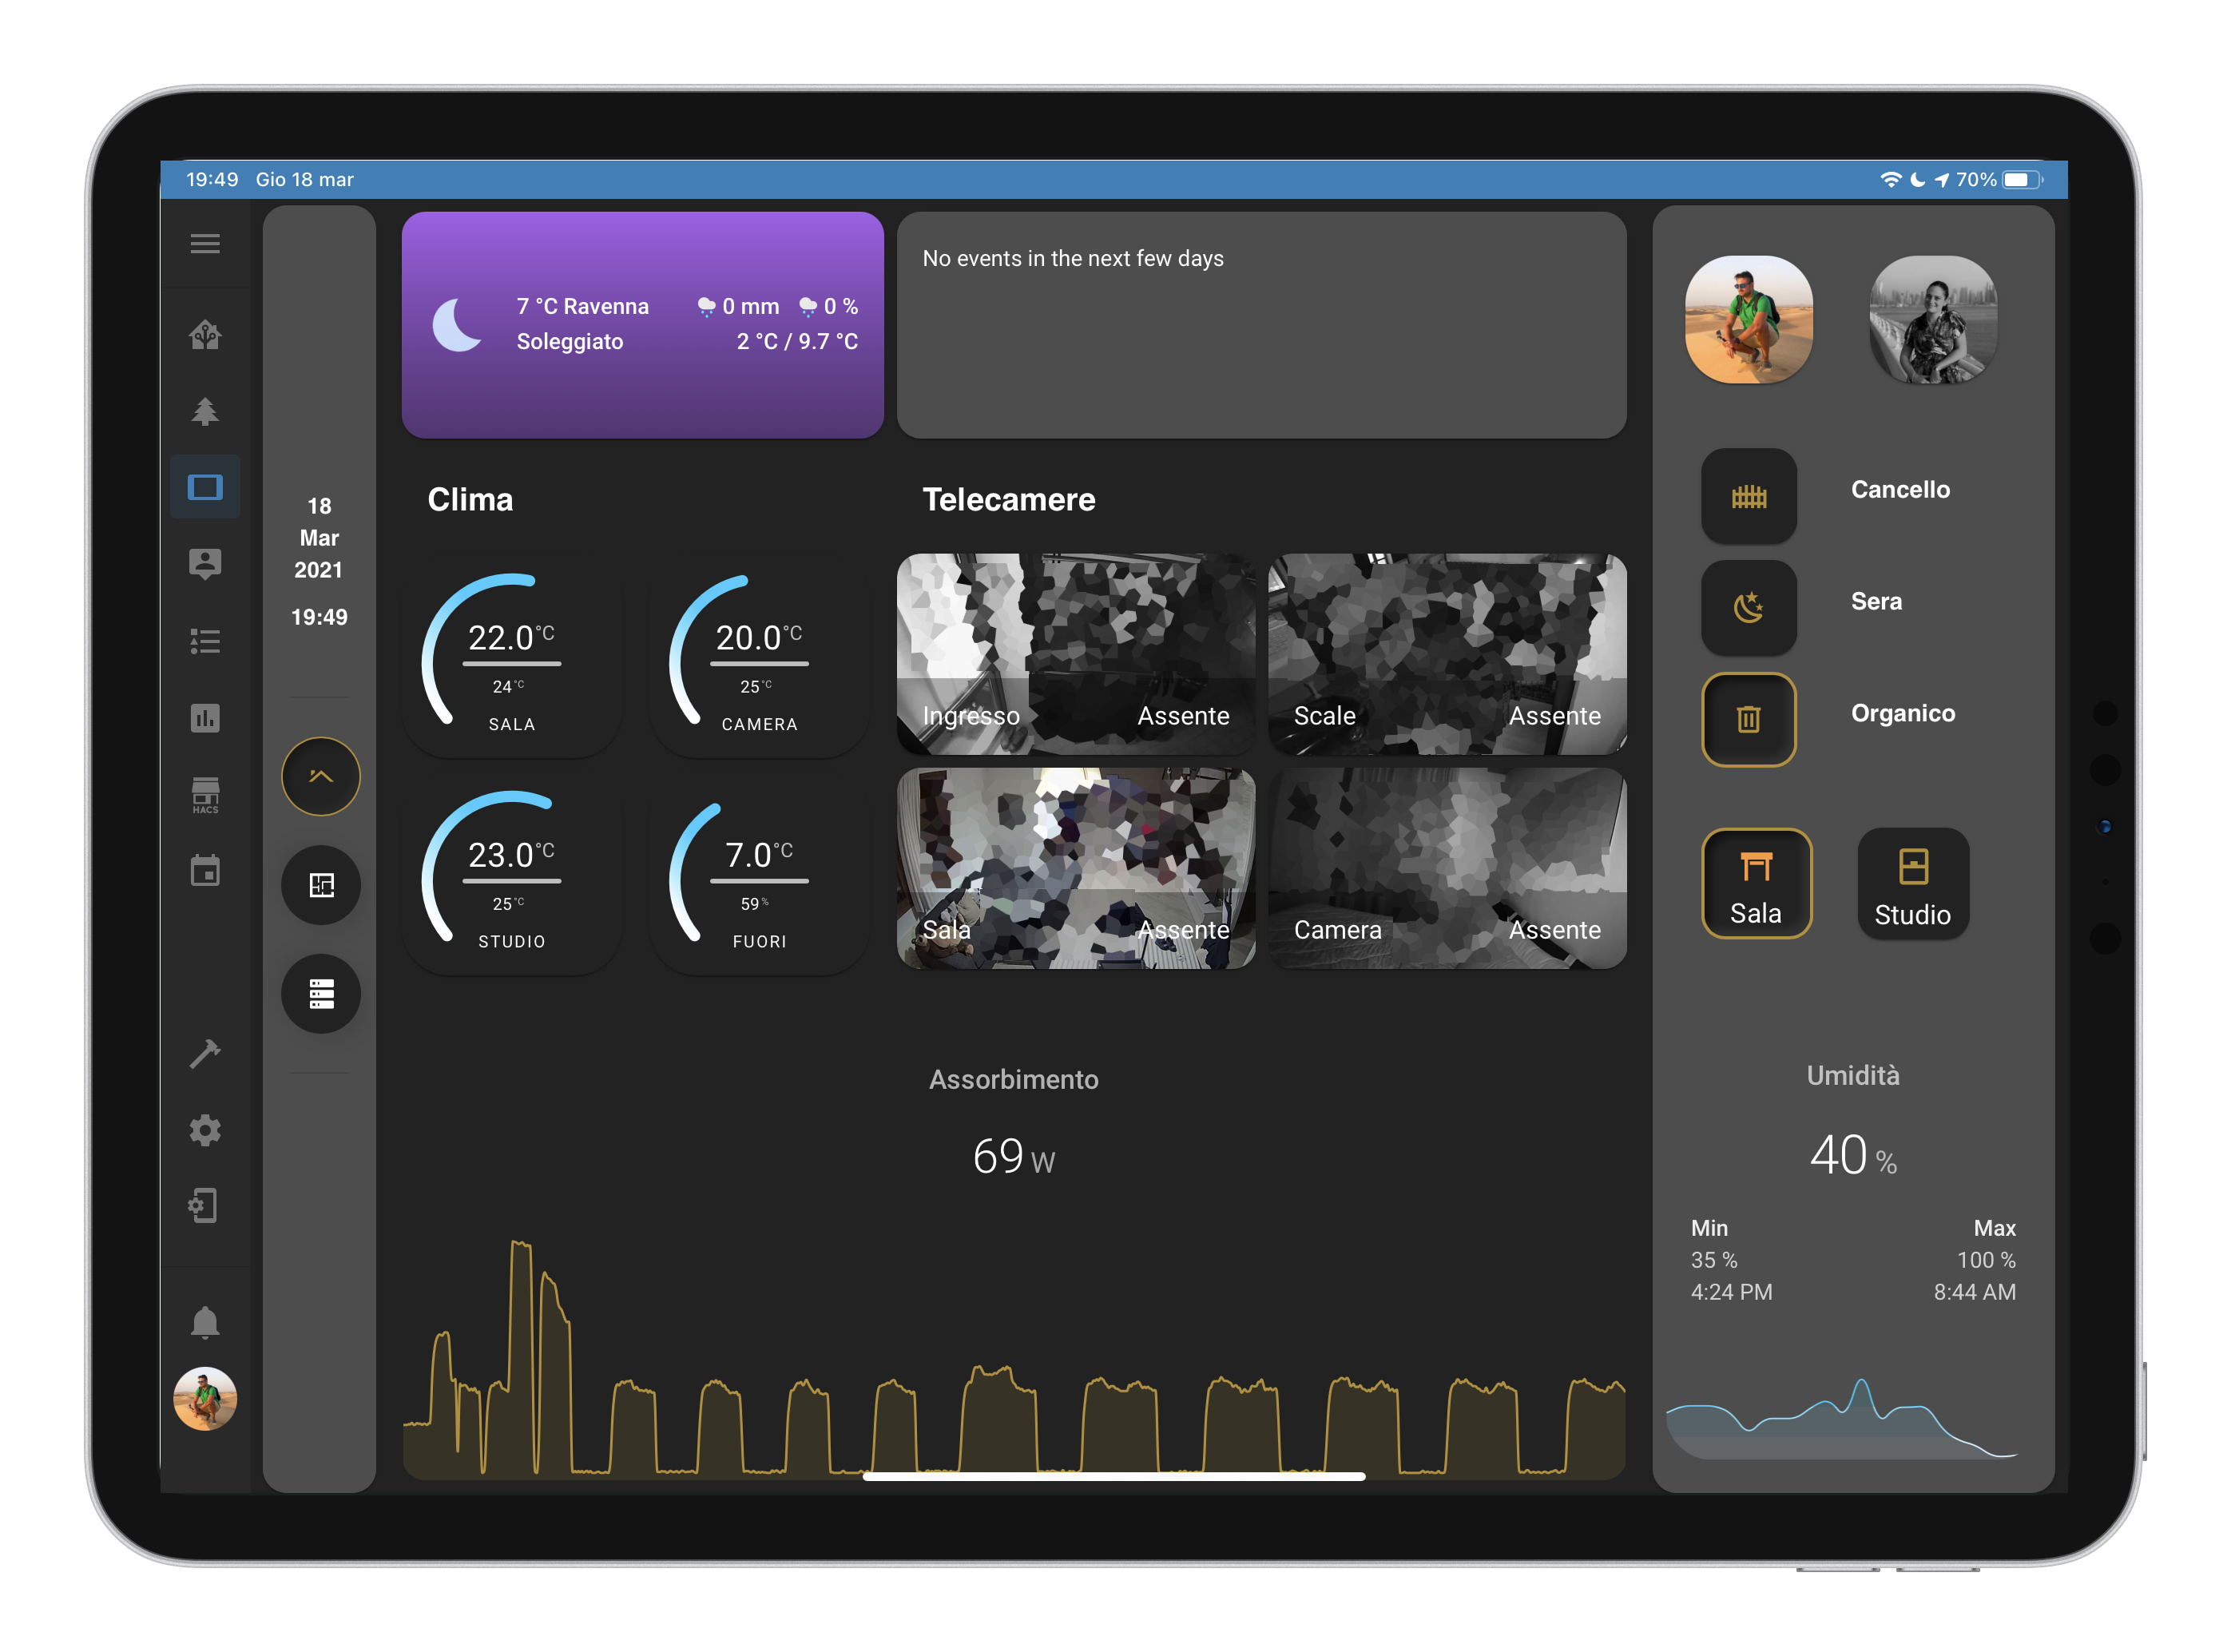 19:49 Gio 18 mar
70%
HACS
18
Mar
2021
19:49
7 °C Ravenna
0 mm
0 %
Soleggiato
2 °C / 9.7 °C
No events in the next few days
Clima
22.0°C
24°C
SALA
20.0°C
25°C
CAMERA
23.0°C
25°C
STUDIO
7.0°C
59%
FUORI
Telecamere
Ingresso Assente
Scale Assente
Sala Assente
Camera Assente
Assorbimento
69 W
Cancello
Sera
Organico
Sala
Studio
Umidità
40 %
Min Max
35 % 100 %
4:24 PM 8:44 AM